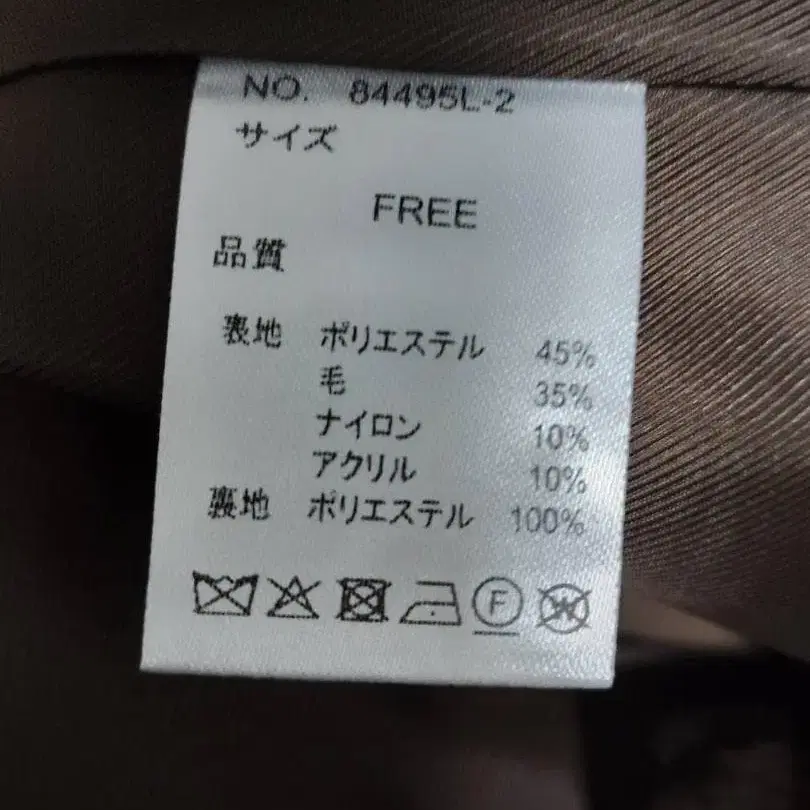 NO. 84495L-2
サイズ
FREE
品質
表地 ポリエステル 45%
毛 35%
ナイロン 10%
アクリル 10%
裏地 ポリエステル 100%
F
W